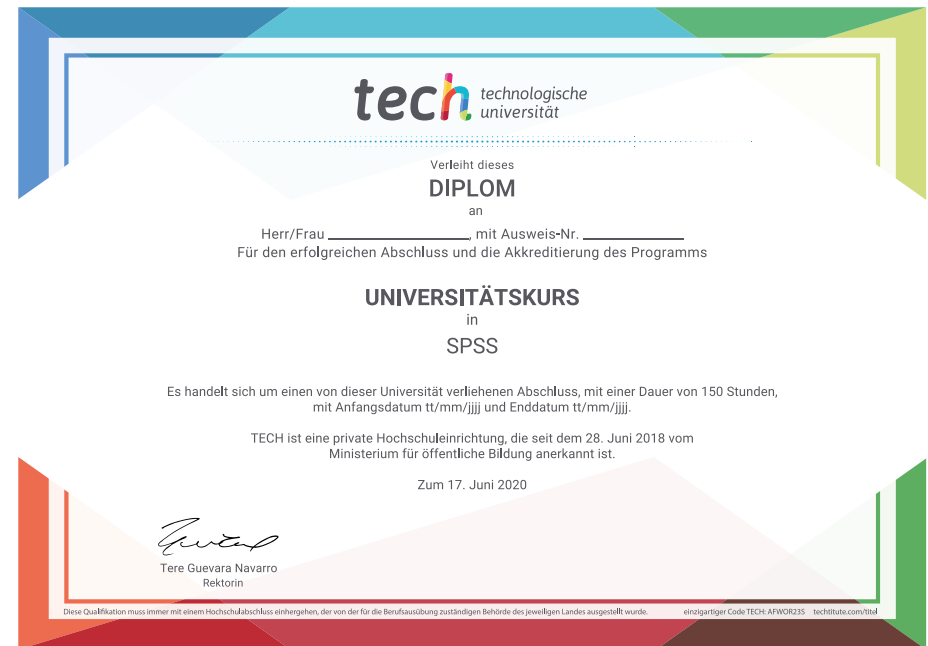 tech technologische
universität
Verleiht dieses
DIPLOM
an
Herr/Frau ____________________, mit Ausweis-Nr. ______________
Für den erfolgreichen Abschluss und die Akkreditierung des Programms
UNIVERSITÄTSKURS
in
SPSS
Es handelt sich um einen von dieser Universität verliehenen Abschluss, mit einer Dauer von 150 Stunden,
mit Anfangsdatum tt/mm/jjjj und Enddatum tt/mm/jjjj.
TECH ist eine private Hochschuleinrichtung, die seit dem 28. Juni 2018 vom
Ministerium für öffentliche Bildung anerkannt ist.
Zum 17. Juni 2020
Tere Guevara Navarro
Rektorin
Diese Qualifikation muss immer mit einem Hochschulabschluss einhergehen, der von der für die Berufsausübung zuständigen Behörde des jeweiligen Landes ausgestellt wurde. einzigartiger Code TECH: AFWOR235 techtitute.com/titel